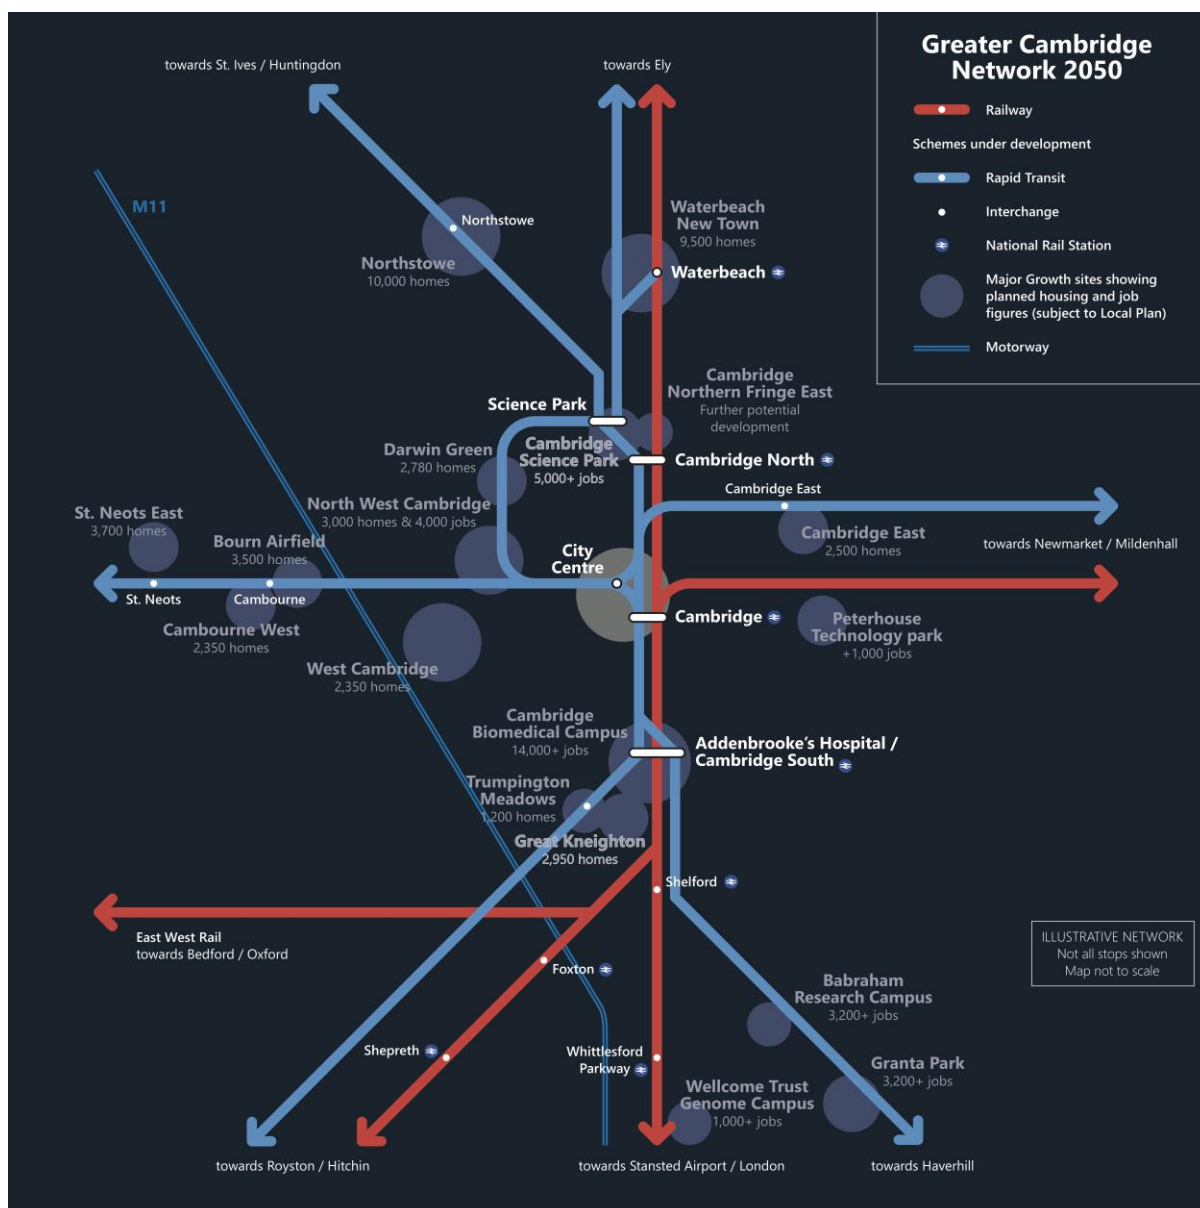 Greater Cambridge
Network 2050
Railway
Schemes under development
Rapid Transit
Interchange
National Rail Station
Major Growth sites showing
planned housing and job
figures (subject to Local Plan)
Motorway
towards St. Ives / Huntingdon
towards Ely
M11
Northstowe
Northstowe
10,000 homes
Waterbeach
New Town
9,500 homes
Waterbeach
Science Park
Cambridge
Northern Fringe East
Further potential
development
Darwin Green
2,780 homes
Cambridge
Science Park
5,000+ jobs
Cambridge North
North West Cambridge
3,000 homes & 4,000 jobs
Cambridge East
St. Neots East
3,700 homes
Bourn Airfield
3,500 homes
City
Centre
Cambridge East
2,500 homes
towards Newmarket / Mildenhall
St. Neots
Cambourne
Cambourne West
2,350 homes
Cambridge
Peterhouse
Technology park
+1,000 jobs
West Cambridge
2,350 homes
Cambridge
Biomedical Campus
14,000+ jobs
Addenbrooke's Hospital /
Cambridge South
Trumpington
Meadows
1,200 homes
Great Kneighton
2,950 homes
Shelford
East West Rail
towards Bedford / Oxford
ILLUSTRATIVE NETWORK
Not all stops shown
Map not to scale
Foxton
Babraham
Research Campus
3,200+ jobs
Shepreth
Whittlesford
Parkway
Granta Park
3,200+ jobs
Wellcome Trust
Genome Campus
1,000+ jobs
towards Royston / Hitchin
towards Stansted Airport / London
towards Haverhill